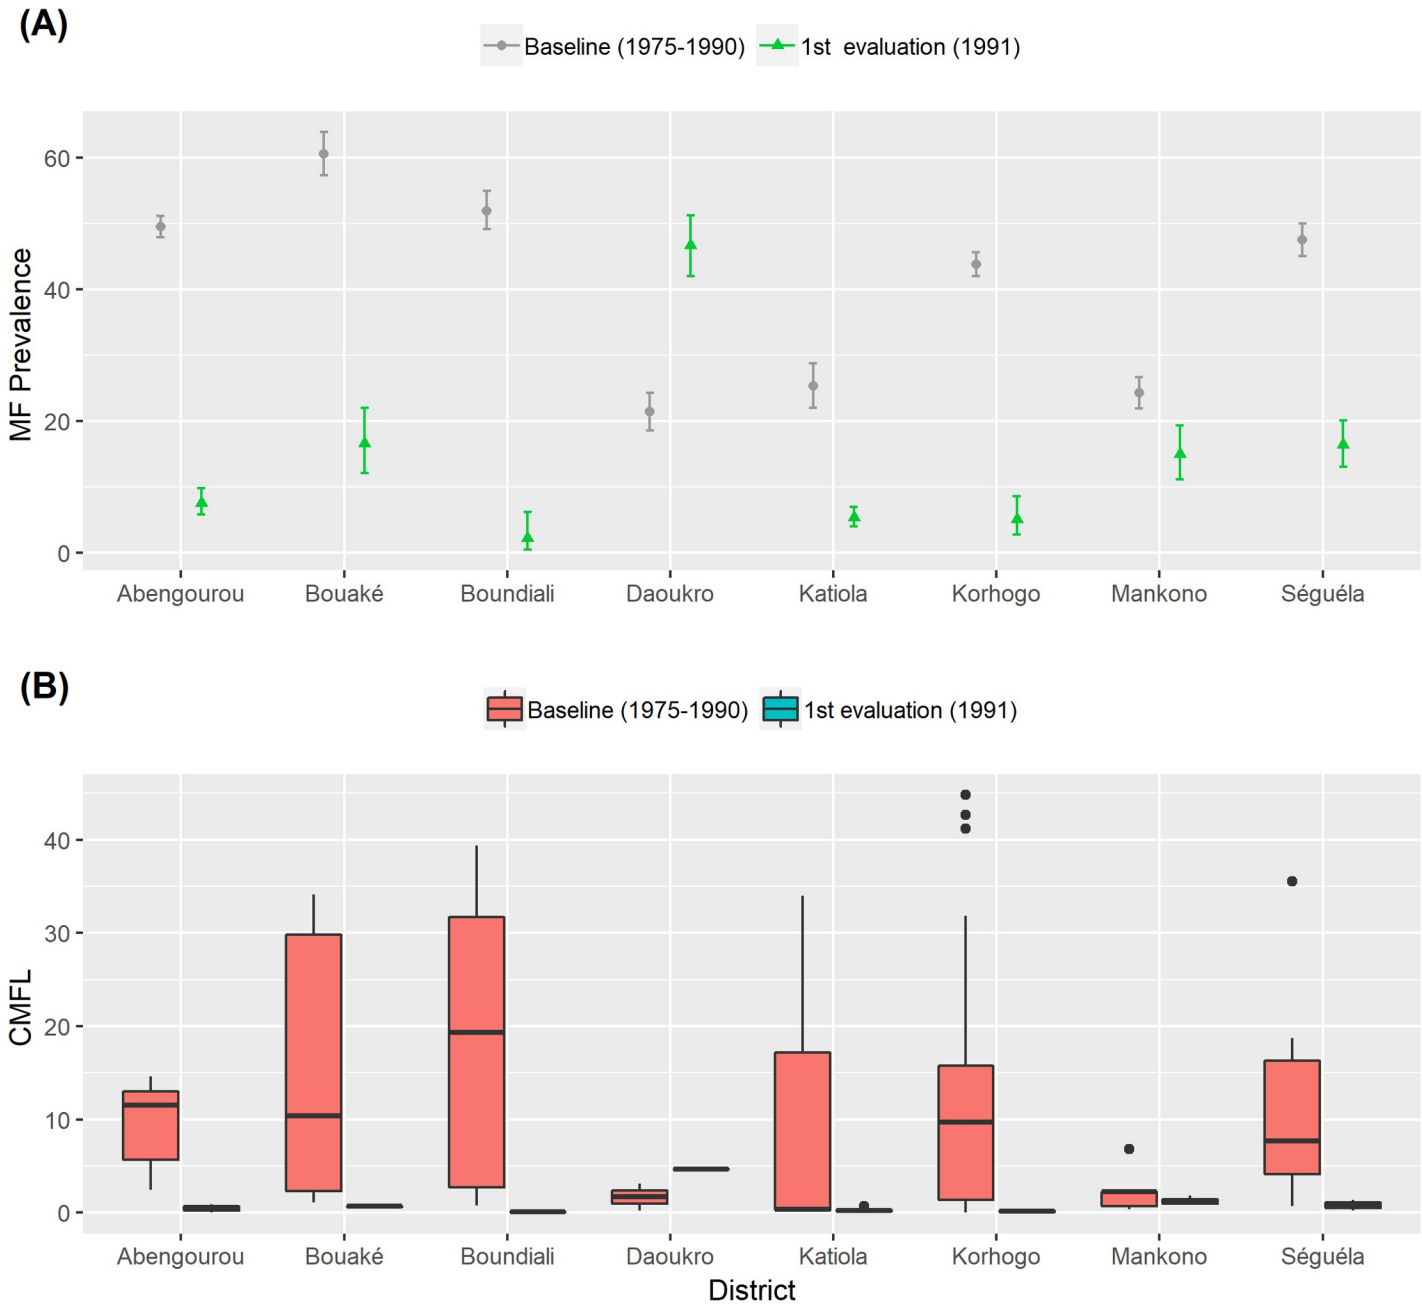 (A)
Baseline (1975-1990) 1st evaluation (1991)
MF Prevalence
60
40
20
0
Abengourou Bouaké Boundiali Daoukro Katiola Korhogo Mankono Séguéla
(B)
Baseline (1975-1990) 1st evaluation (1991)
CMFL
40
30
20
10
0
Abengourou Bouaké Boundiali Daoukro Katiola Korhogo Mankono Séguéla
District